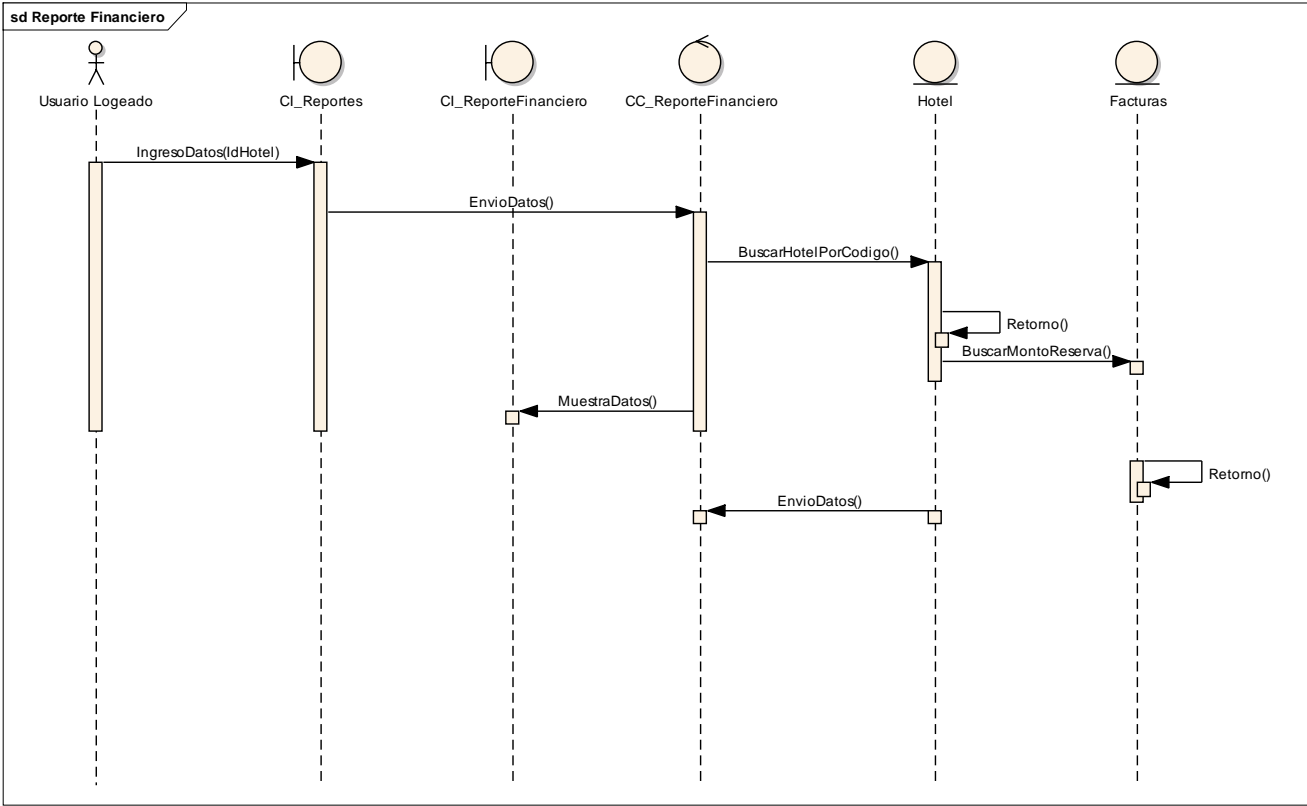 sd Reporte Financiero
Usuario Logeado
CI_Reportes
CI_ReporteFinanciero
CC_ReporteFinanciero
Hotel
Facturas
IngresoDatos(IdHotel)
EnvioDatos()
BuscarHotelPorCodigo()
Retorno()
BuscarMontoReserva()
MuestraDatos()
Retorno()
EnvioDatos()